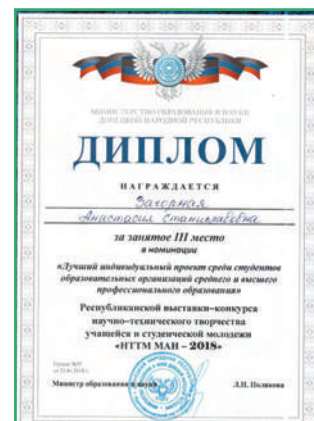 МИНИСТЕРСТВО ОБРАЗОВАНИЯ И НАУКИ
ДОНЕЦКОЙ НАРОДНОЙ РЕСПУБЛИКИ
ДИПЛОМ
НАГРАЖДАЕТСЯ
Загорная
Анастасия Станиславовна
за занятое III место
в номинации
«Лучший индивидуальный проект среди студентов
образовательных организаций среднего и высшего
профессионального образования»
Республиканской выставки-конкурса
научно-технического творчества
учащейся и студенческой молодежи
«НТТМ МАН – 2018»
Министр образования и науки Л.П. Полякова